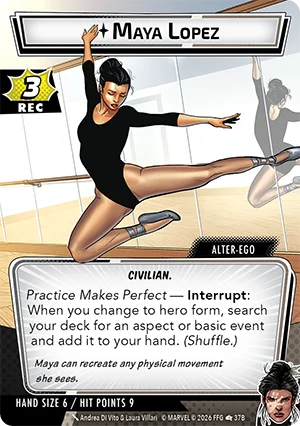 Maya Lopez
3
REC
ALTER-EGO
CIVILIAN.
Practice Makes Perfect — Interrupt:
When you change to hero form, search
your deck for an aspect or basic event
and add it to your hand. (Shuffle.)
Maya can recreate any physical movement
she sees.
HAND SIZE 6 / HIT POINTS 9
Andrea Di Vito & Laura Villari © MARVEL © 2026 FFG 37B